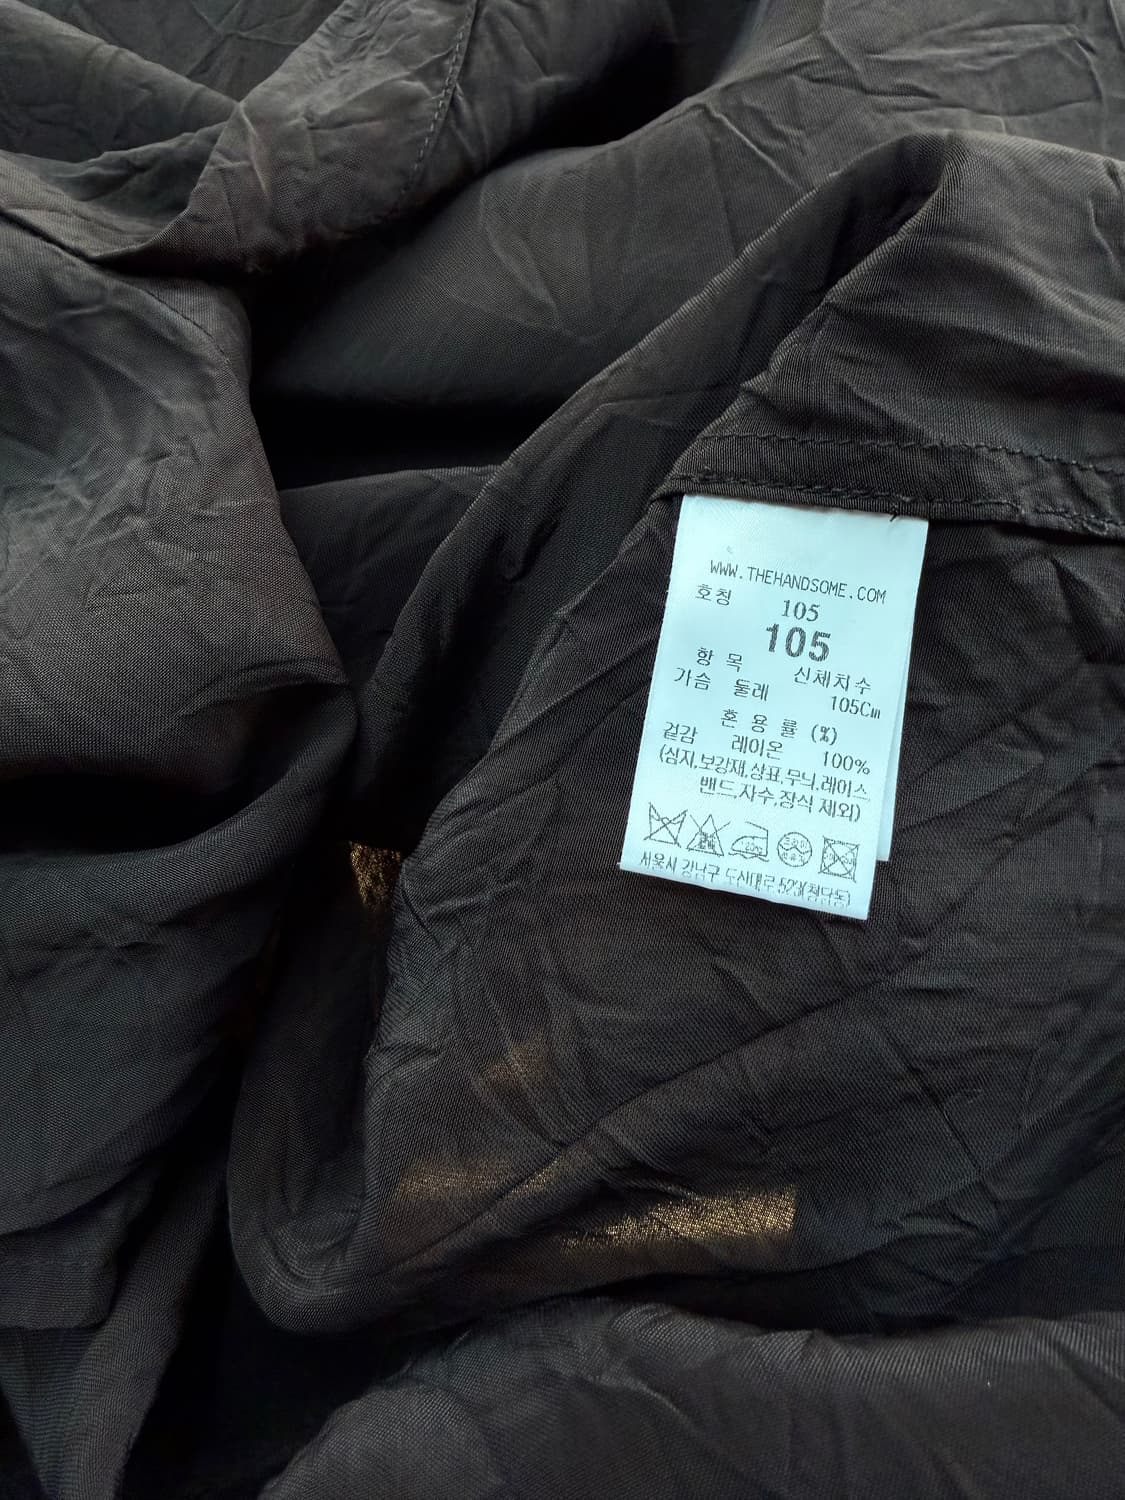 WWW.THEHANDSOME.COM
호칭 105
105
항 목 신체치수
가슴 둘레 105Cm
혼 용 률 (%)
겉감 레이온 100%
(심지,보강재,상표,무늬,레이스
밴드,자수,장식 제외)
서울시 강남구 도산대로 523(청담동)